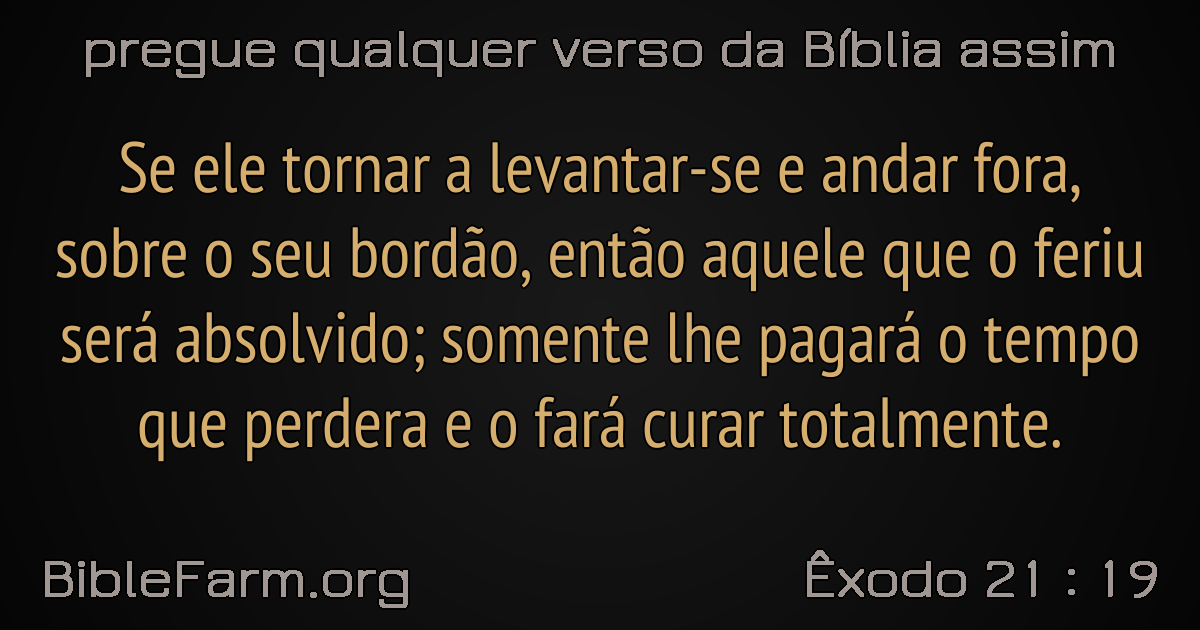 pregue qualquer verso da Bíblia assim
Se ele tornar a levantar-se e andar fora,
sobre o seu bordão, então aquele que o feriu
será absolvido; somente lhe pagará o tempo
que perdera e o fará curar totalmente.
BibleFarm.org
Êxodo 21 : 19